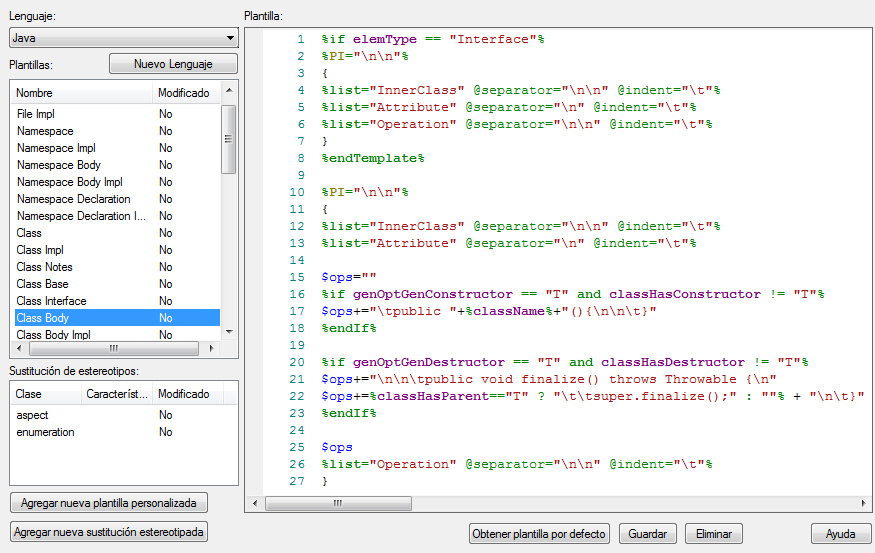 Lenguaje:
Java
Plantillas:
Nuevo Lenguaje
Nombre Modificado
File Impl No
Namespace No
Namespace Impl No
Namespace Body No
Namespace Body Impl No
Namespace Declaration No
Namespace Declaration I... No
Class No
Class Impl No
Class Notes No
Class Base No
Class Interface No
Class Body No
Class Body Impl No
Sustitución de estereotipos:
Clase Característ... Modificado
aspect No
enumeration No
Agregar nueva plantilla personalizada
Agregar nueva sustitución estereotipada
Plantilla:
1 %if elemType == "Interface"%
2 %PI="\n\n"%
3 {
4 %list="InnerClass" @separator="\n\n" @indent="\t"%
5 %list="Attribute" @separator="\n" @indent="\t"%
6 %list="Operation" @separator="\n\n" @indent="\t"%
7 }
8 %endTemplate%
9
10 %PI="\n\n"%
11 {
12 %list="InnerClass" @separator="\n\n" @indent="\t"%
13 %list="Attribute" @separator="\n" @indent="\t"%
14
15 $ops=""
16 %if genOptGenConstructor == "T" and classHasConstructor != "T"%
17 $ops+="\tpublic "+%className%+"(){\n\n\t}"
18 %endIf%
19
20 %if genOptGenDestructor == "T" and classHasDestructor != "T"%
21 $ops+="\n\n\tpublic void finalize() throws Throwable {\n"
22 $ops+=%classHasParent=="T" ? "\t\tsuper.finalize();" : ""% + "\n\t}"
23 %endIf%
24
25 $ops
26 %list="Operation" @separator="\n\n" @indent="\t"%
27 }
Obtener plantilla por defecto
Guardar
Eliminar
Ayuda